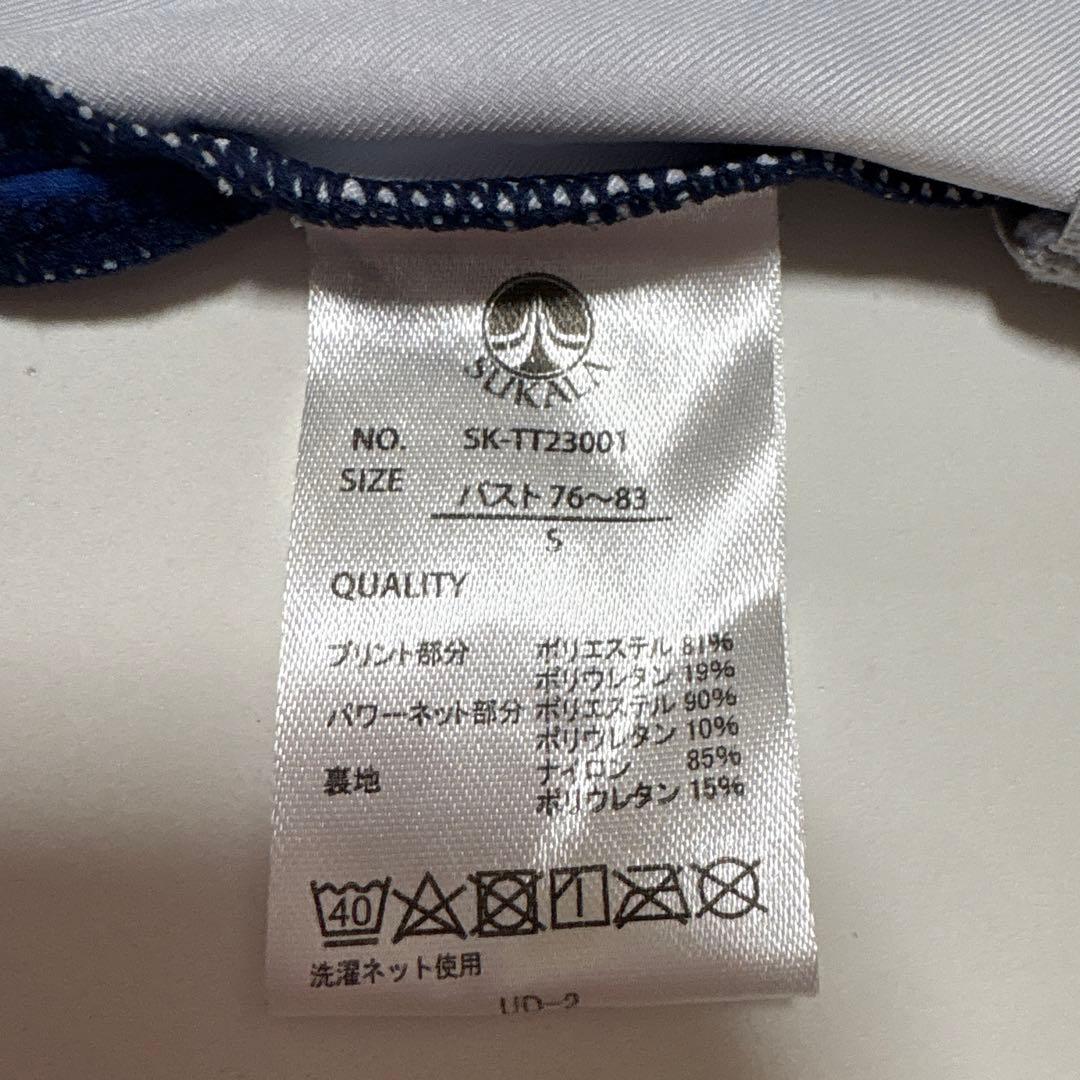 SUKALA
NO. SK-TT23001
SIZE バスト 76〜83
S
QUALITY
プリント部分 ポリエステル 81%
ポリウレタン 19%
パワーネット部分 ポリエステル 90%
ポリウレタン 10%
裏地 ナイロン 85%
ポリウレタン 15%
40
洗濯ネット使用
UD-2